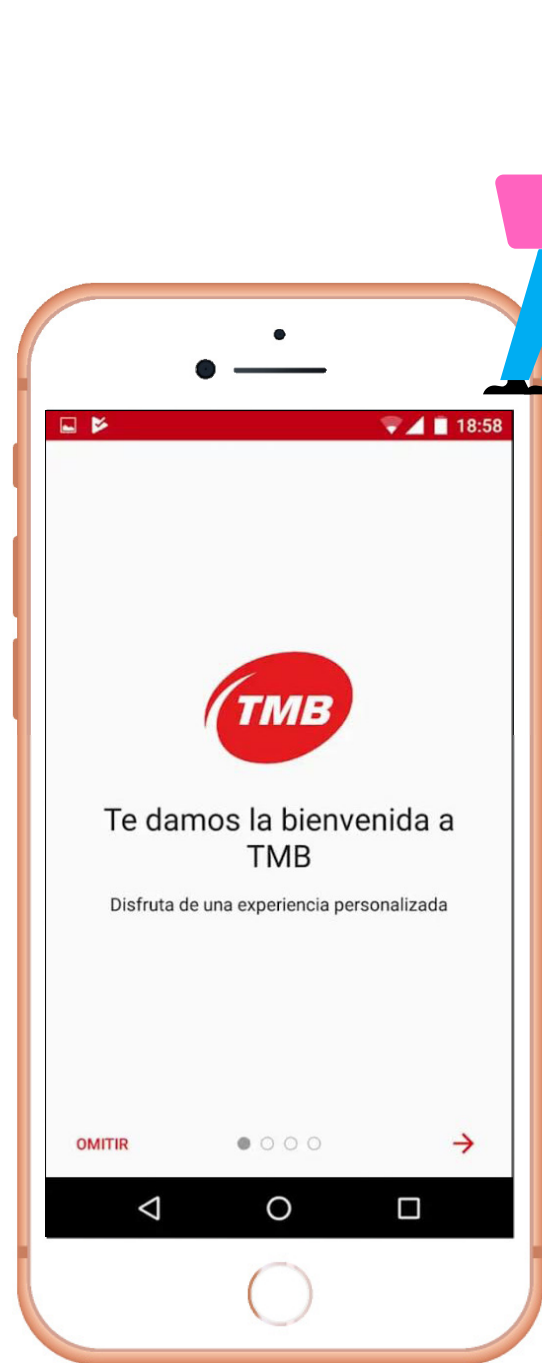 18:58
TMB
Te damos la bienvenida a
TMB
Disfruta de una experiencia personalizada
OMITIR